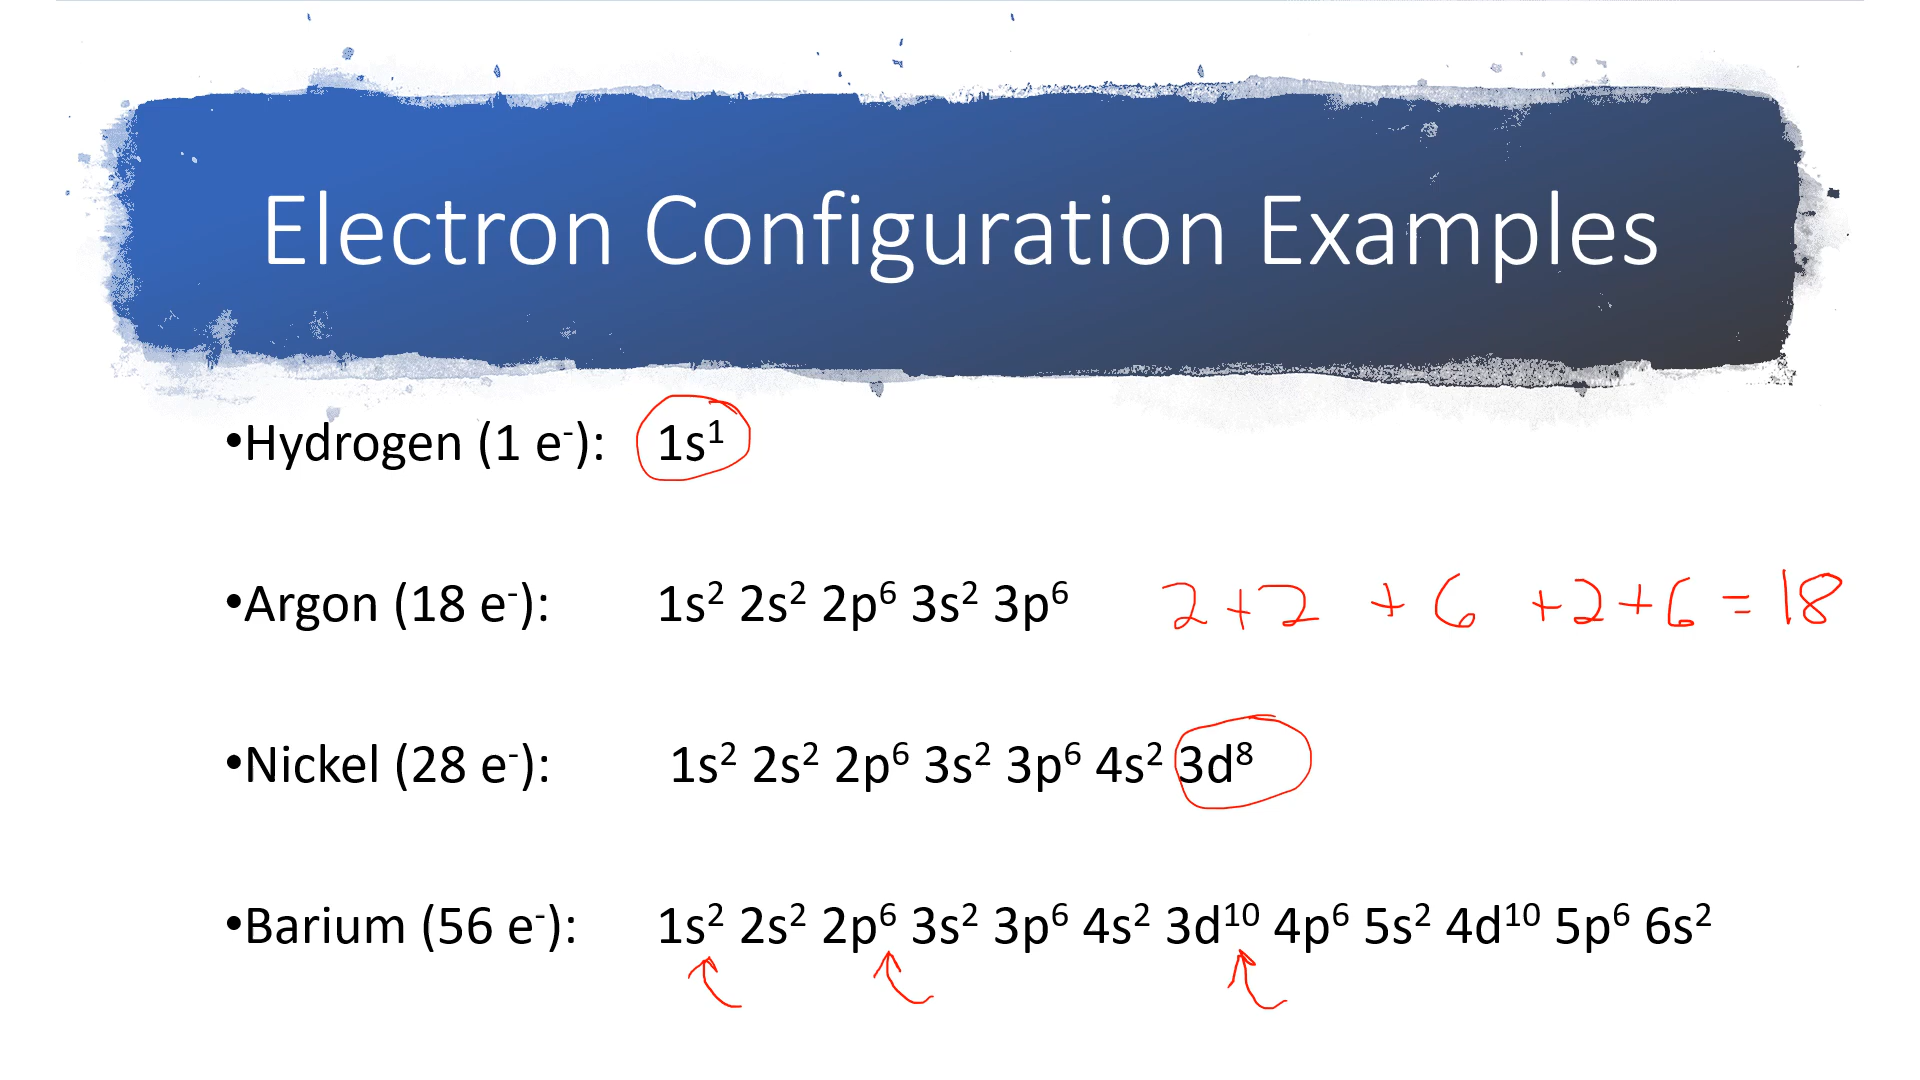 Electron Configuration Examples
•Hydrogen (1 e⁻): 1s¹
•Argon (18 e⁻): 1s² 2s² 2p⁶ 3s² 3p⁶ 2+2 + 6 +2+6 = 18
•Nickel (28 e⁻): 1s² 2s² 2p⁶ 3s² 3p⁶ 4s² 3d⁸
•Barium (56 e⁻): 1s² 2s² 2p⁶ 3s² 3p⁶ 4s² 3d¹⁰ 4p⁶ 5s² 4d¹⁰ 5p⁶ 6s²